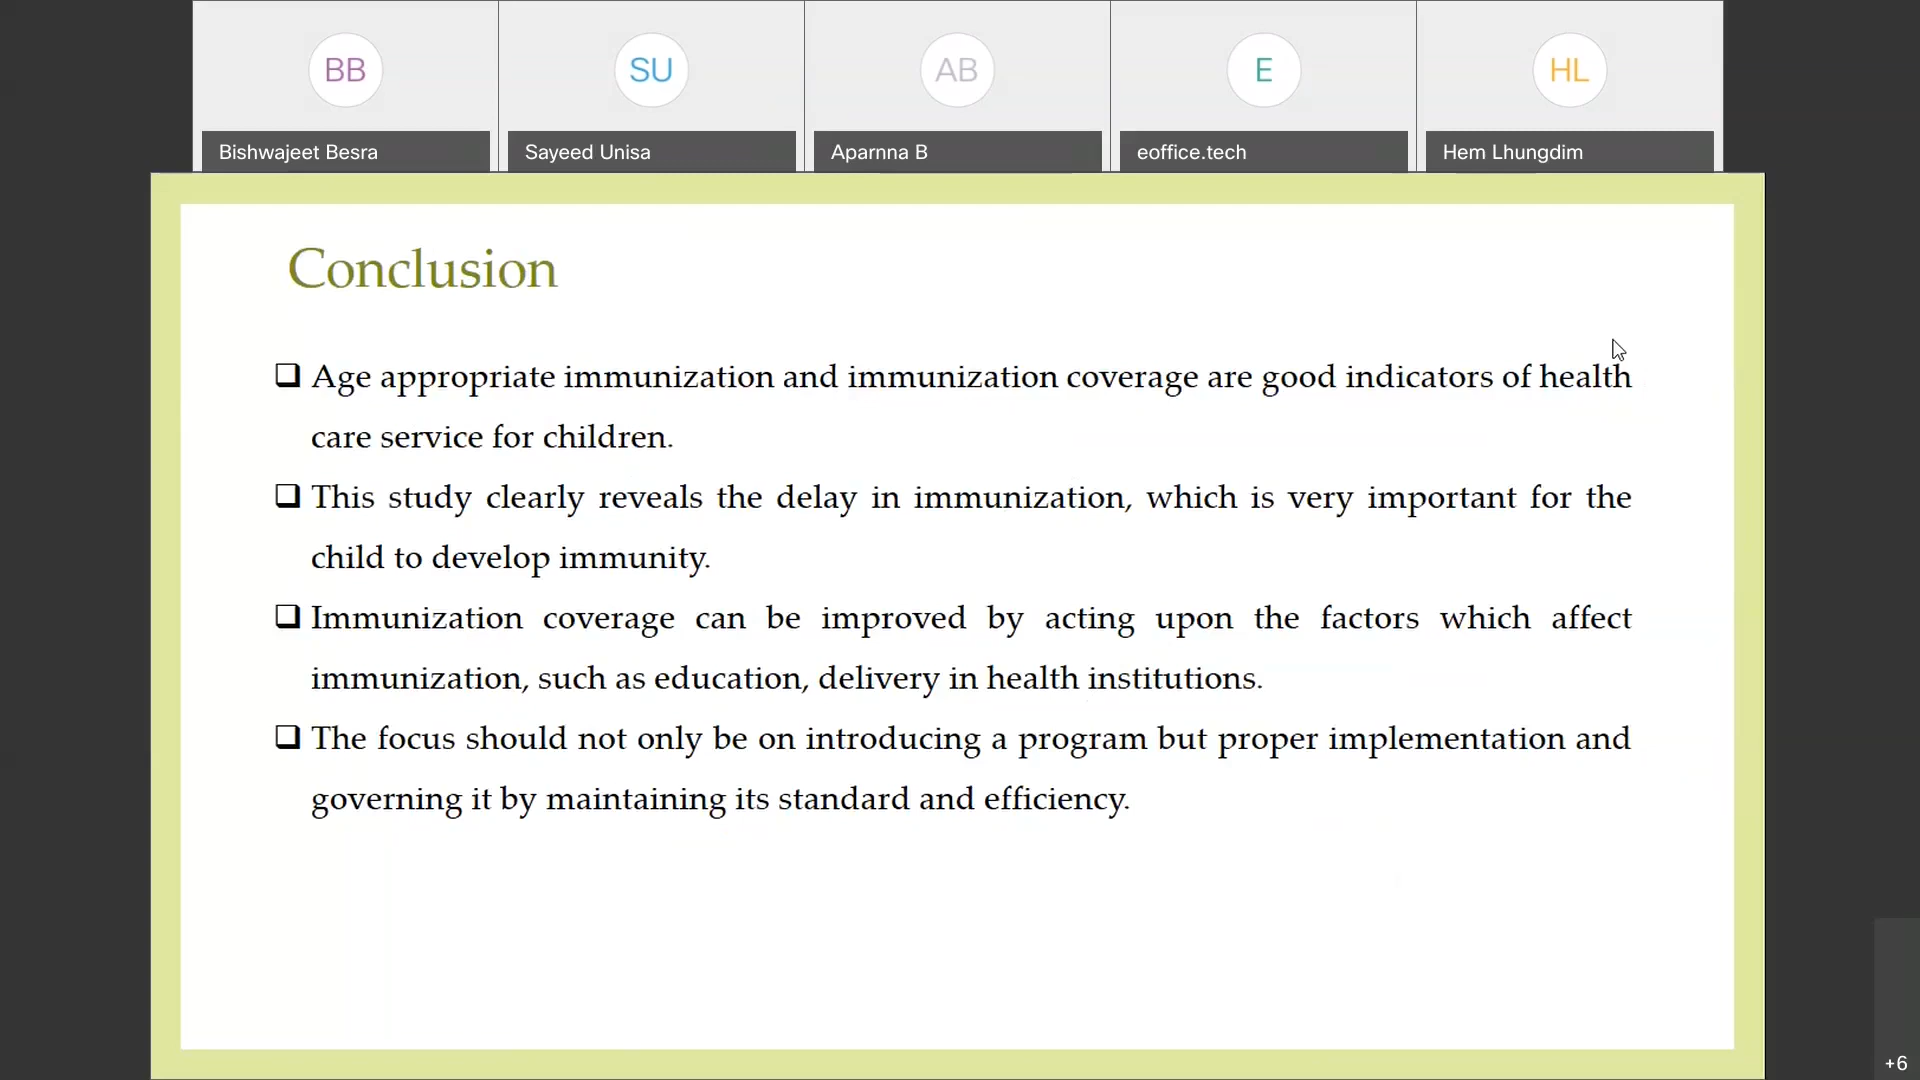 BB
SU
AB
E
HL
Bishwajeet Besra
Sayeed Unisa
Aparnna B
eoffice.tech
Hem Lhungdim
Conclusion
❑ Age appropriate immunization and immunization coverage are good indicators of health
care service for children.
❑ This study clearly reveals the delay in immunization, which is very important for the
child to develop immunity.
❑ Immunization coverage can be improved by acting upon the factors which affect
immunization, such as education, delivery in health institutions.
❑ The focus should not only be on introducing a program but proper implementation and
governing it by maintaining its standard and efficiency.
+6